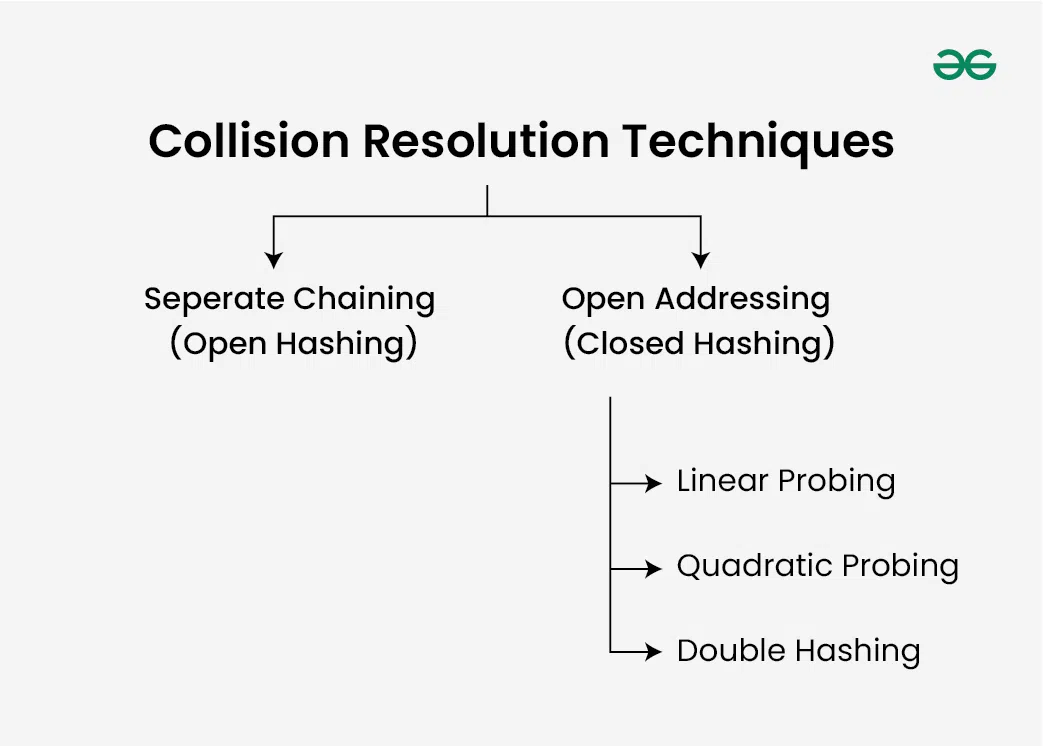 Collision Resolution Techniques
Seperate Chaining
(Open Hashing)
Open Addressing
(Closed Hashing)
Linear Probing
Quadratic Probing
Double Hashing